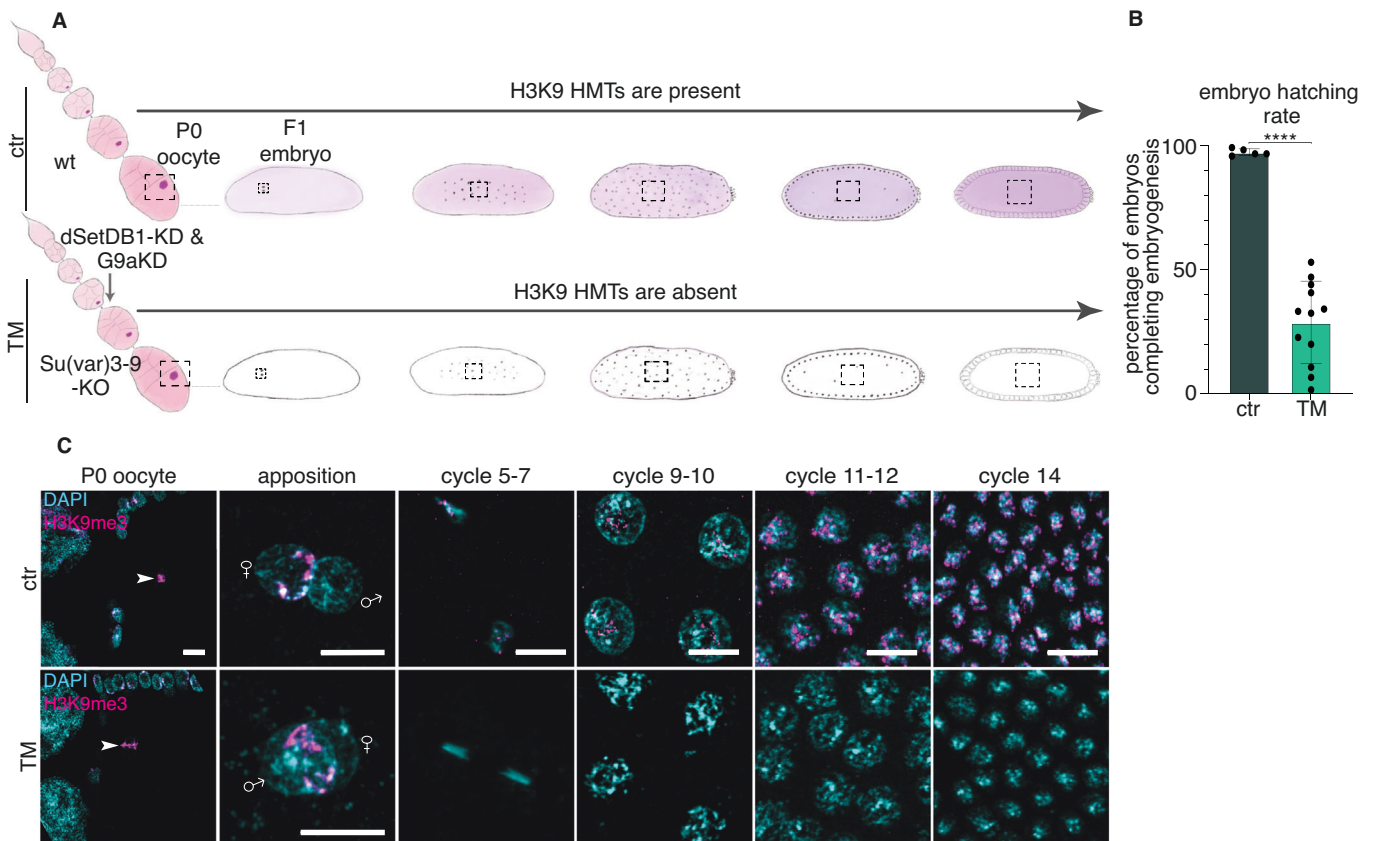 A
H3K9 HMTs are present
ctr
wt
P0
oocyte
F1
embryo
dSetDB1-KD &
G9aKD
H3K9 HMTs are absent
TM
Su(var)3-9
-KO
B
embryo hatching
rate
****
percentage of embryos
completing embryogenesis
100
50
0
ctr
TM
C
P0 oocyte
apposition
cycle 5-7
cycle 9-10
cycle 11-12
cycle 14
ctr
DAPI
H3K9me3
♀
♂
TM
DAPI
H3K9me3
♀
♂